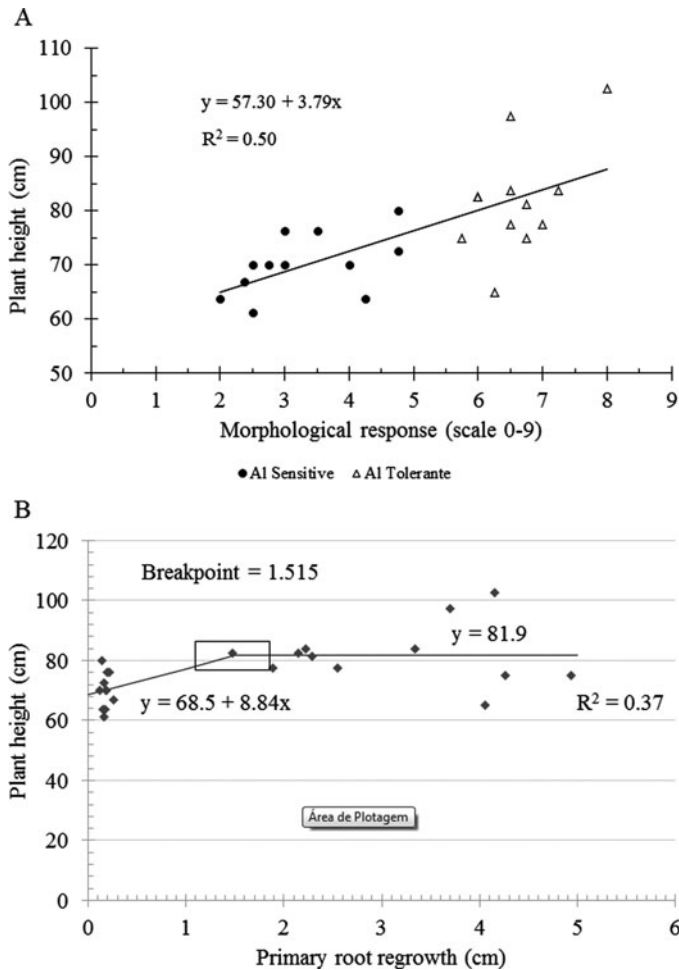 A
110
100
90
80
70
60
50
Plant height (cm)
y = 57.30 + 3.79x
R² 0.50
0 1 2 3 4 5 6 7 8 9
Morphological response (scale 0-9)
● Al Sensitive △ Al Tolerante
B
120
100
80
60
40
20
0
Plant height (cm)
Breakpoint = 1.515
y = 81.9
y = 68.5 + 8.84x
R² = 0.37
Área de Plotagem
0 1 2 3 4 5 6
Primary root regrowth (cm)